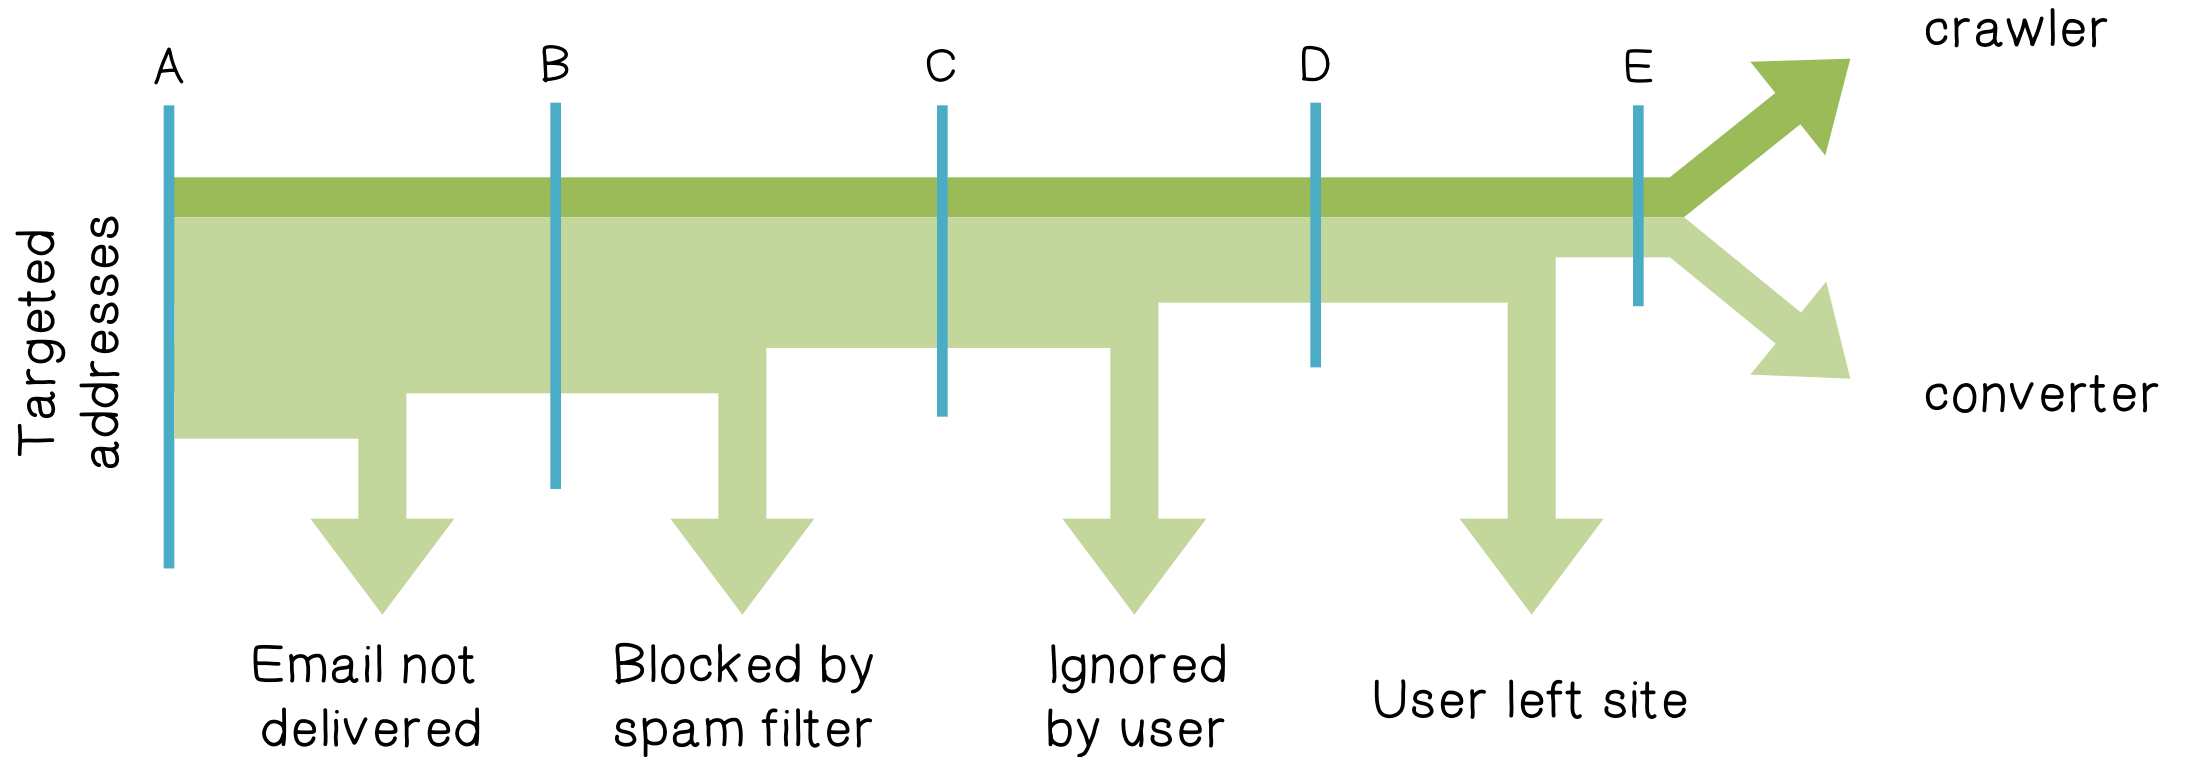 crawler
A
B
C
D
E
Targeted
addresses
converter
Email not
delivered
Blocked by
spam filter
Ignored
by user
User left site